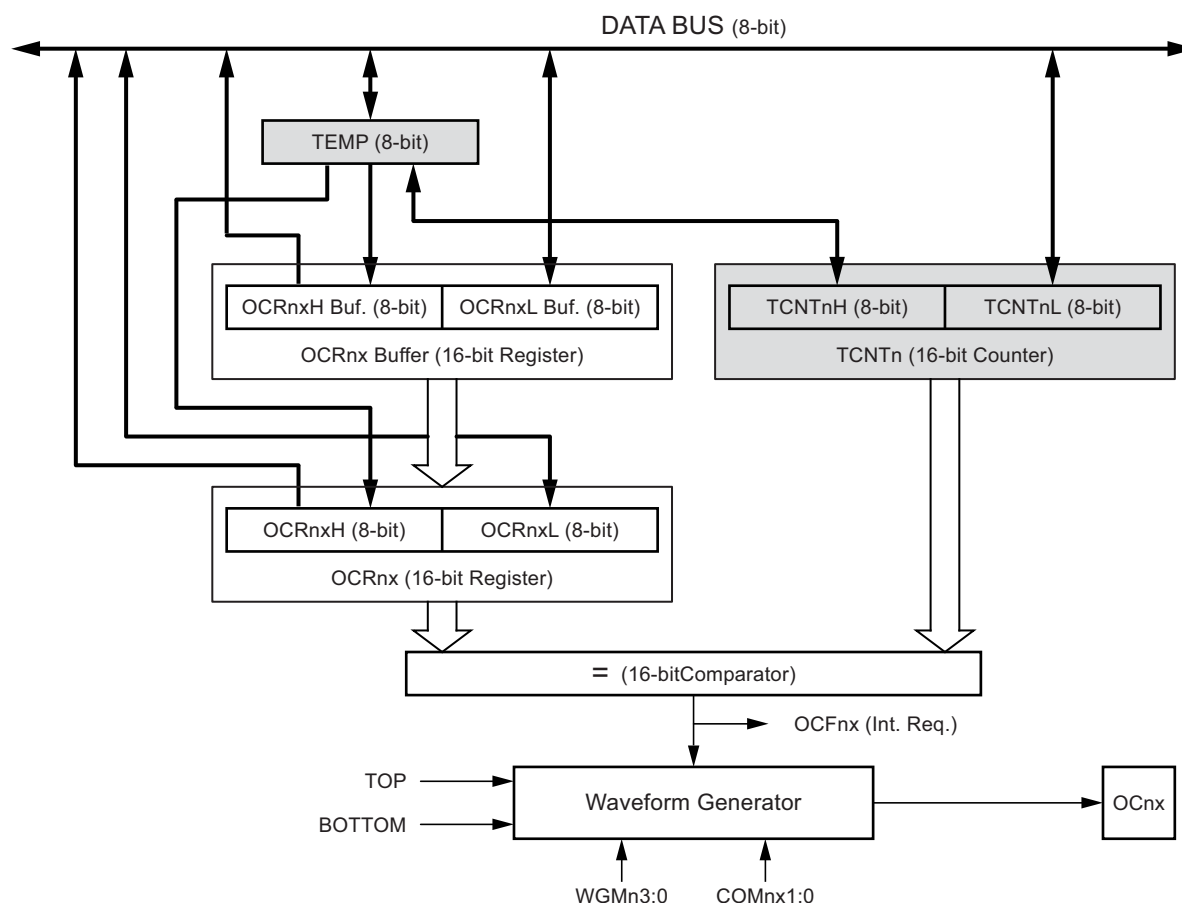 DATA BUS (8-bit)
TEMP (8-bit)
OCRnxH Buf. (8-bit)
OCRnxL Buf. (8-bit)
TCNTnH (8-bit)
TCNTnL (8-bit)
OCRnx Buffer (16-bit Register)
TCNTn (16-bit Counter)
OCRnxH (8-bit)
OCRnxL (8-bit)
OCRnx (16-bit Register)
= (16-bitComparator)
OCFnx (Int. Req.)
TOP
BOTTOM
Waveform Generator
OCnx
WGMn3:0
COMnx1:0